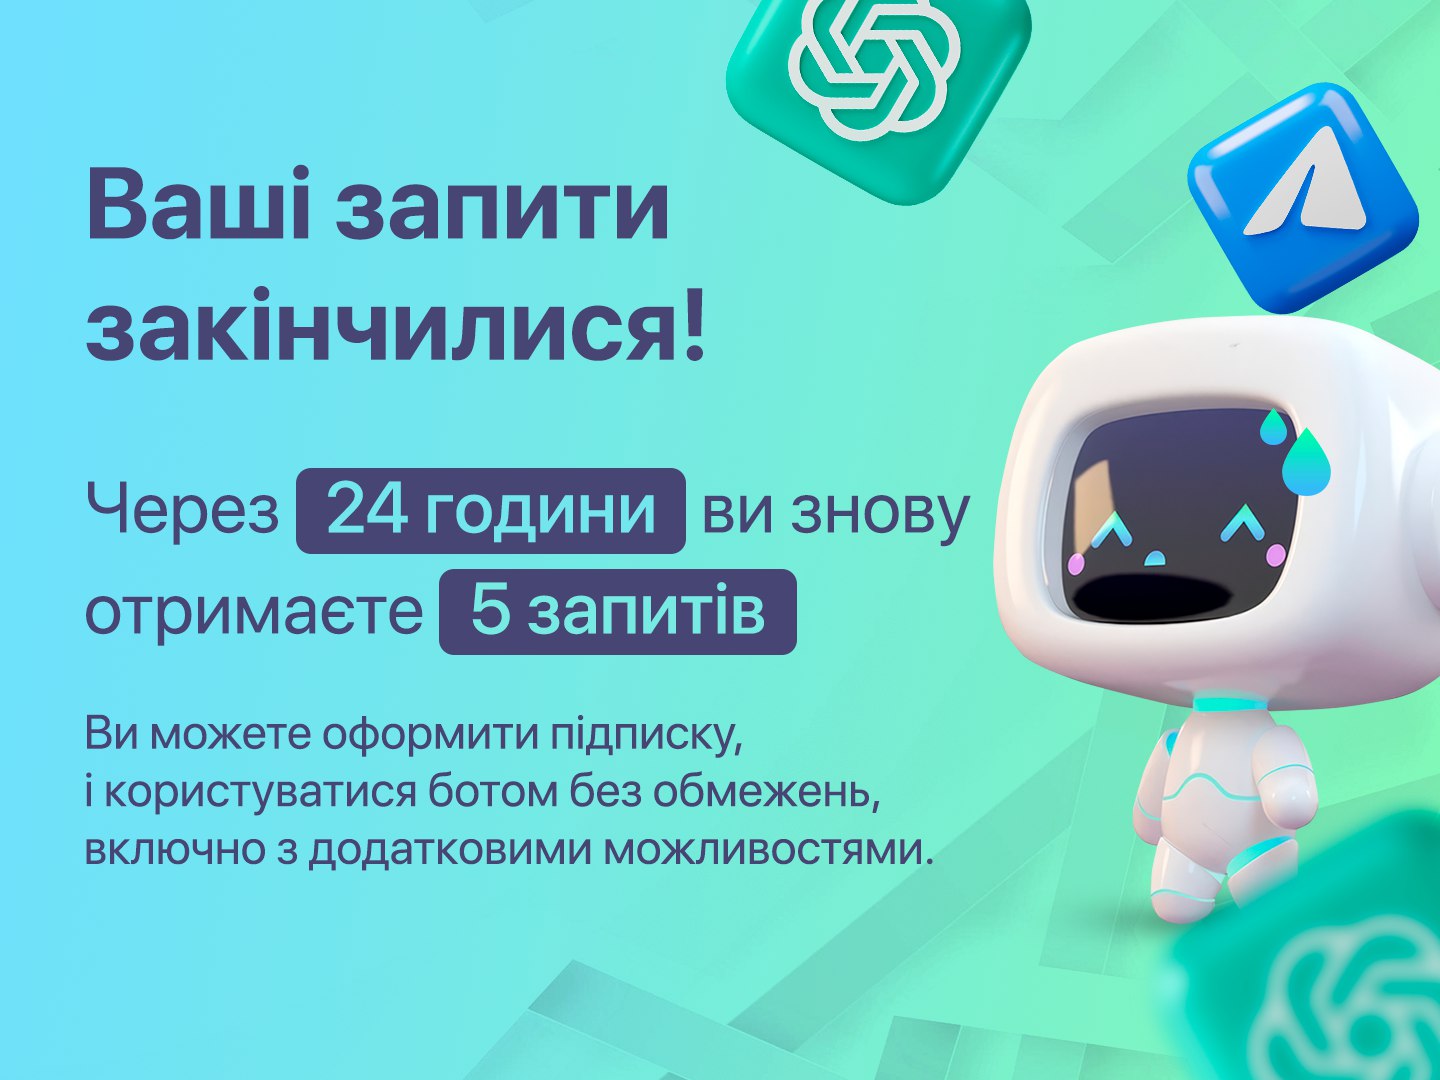 Ваші запити
закінчилися!
Через 24 години ви знову
отримаєте 5 запитів
Ви можете оформити підписку,
і користуватися ботом без обмежень,
включно з додатковими можливостями.